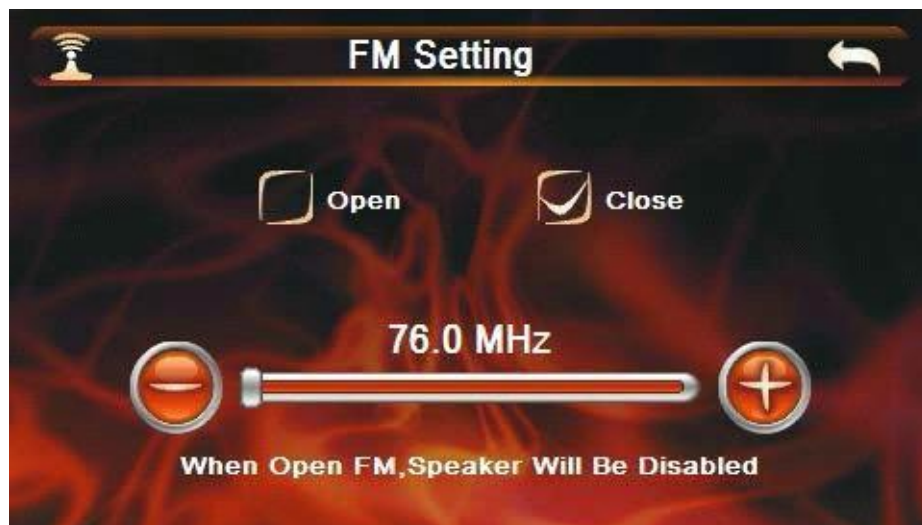 FM Setting
Open
Close
76.0 MHz
When Open FM,Speaker Will Be Disabled